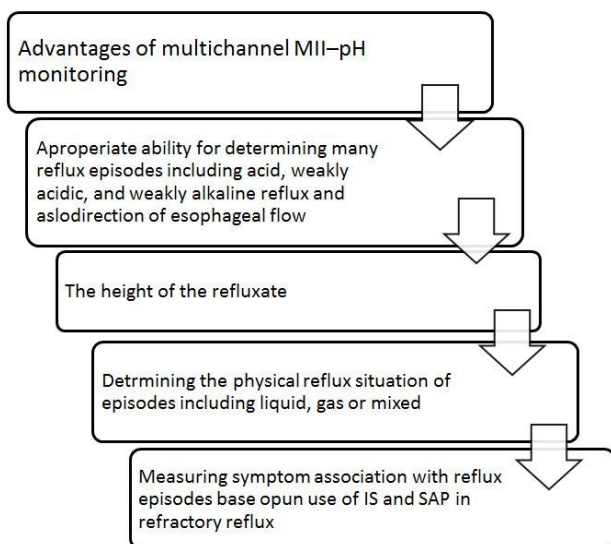 Advantages of multichannel MII–pH
monitoring
Aproperiate ability for determining many
reflux episodes including acid, weakly
acidic, and weakly alkaline reflux and
aslodirection of esophageal flow
The height of the refluxate
Detrmining the physical reflux situation of
episodes including liquid, gas or mixed
Measuring symptom association with reflux
episodes base opun use of IS and SAP in
refractory reflux